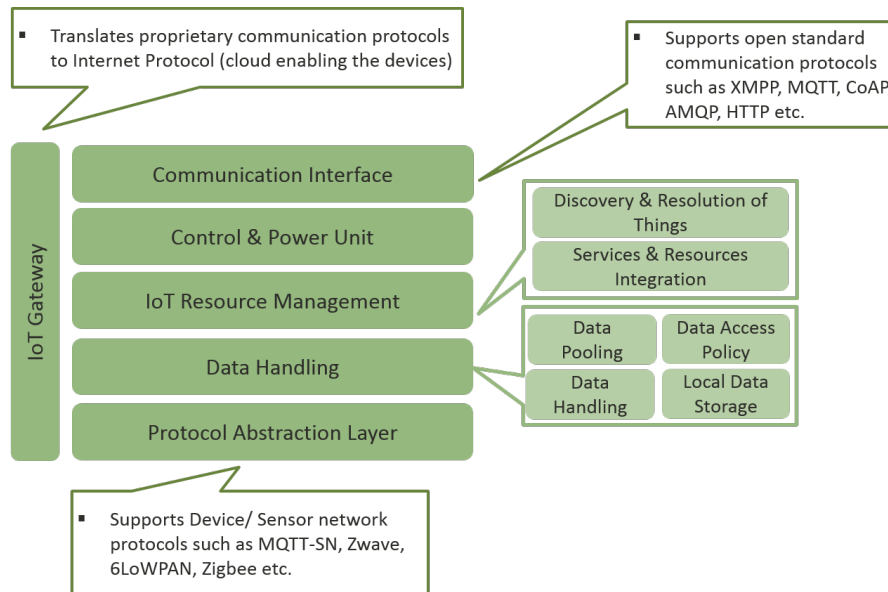 ▪ Translates proprietary communication protocols
to Internet Protocol (cloud enabling the devices)
▪ Supports open standard
communication protocols
such as XMPP, MQTT, CoAP
AMQP, HTTP etc.
IoT Gateway
Communication Interface
Control & Power Unit
IoT Resource Management
Data Handling
Protocol Abstraction Layer
Discovery & Resolution of
Things
Services & Resources
Integration
Data
Pooling
Data Access
Policy
Data
Handling
Local Data
Storage
▪ Supports Device/ Sensor network
protocols such as MQTT-SN, Zwave,
6LoWPAN, Zigbee etc.